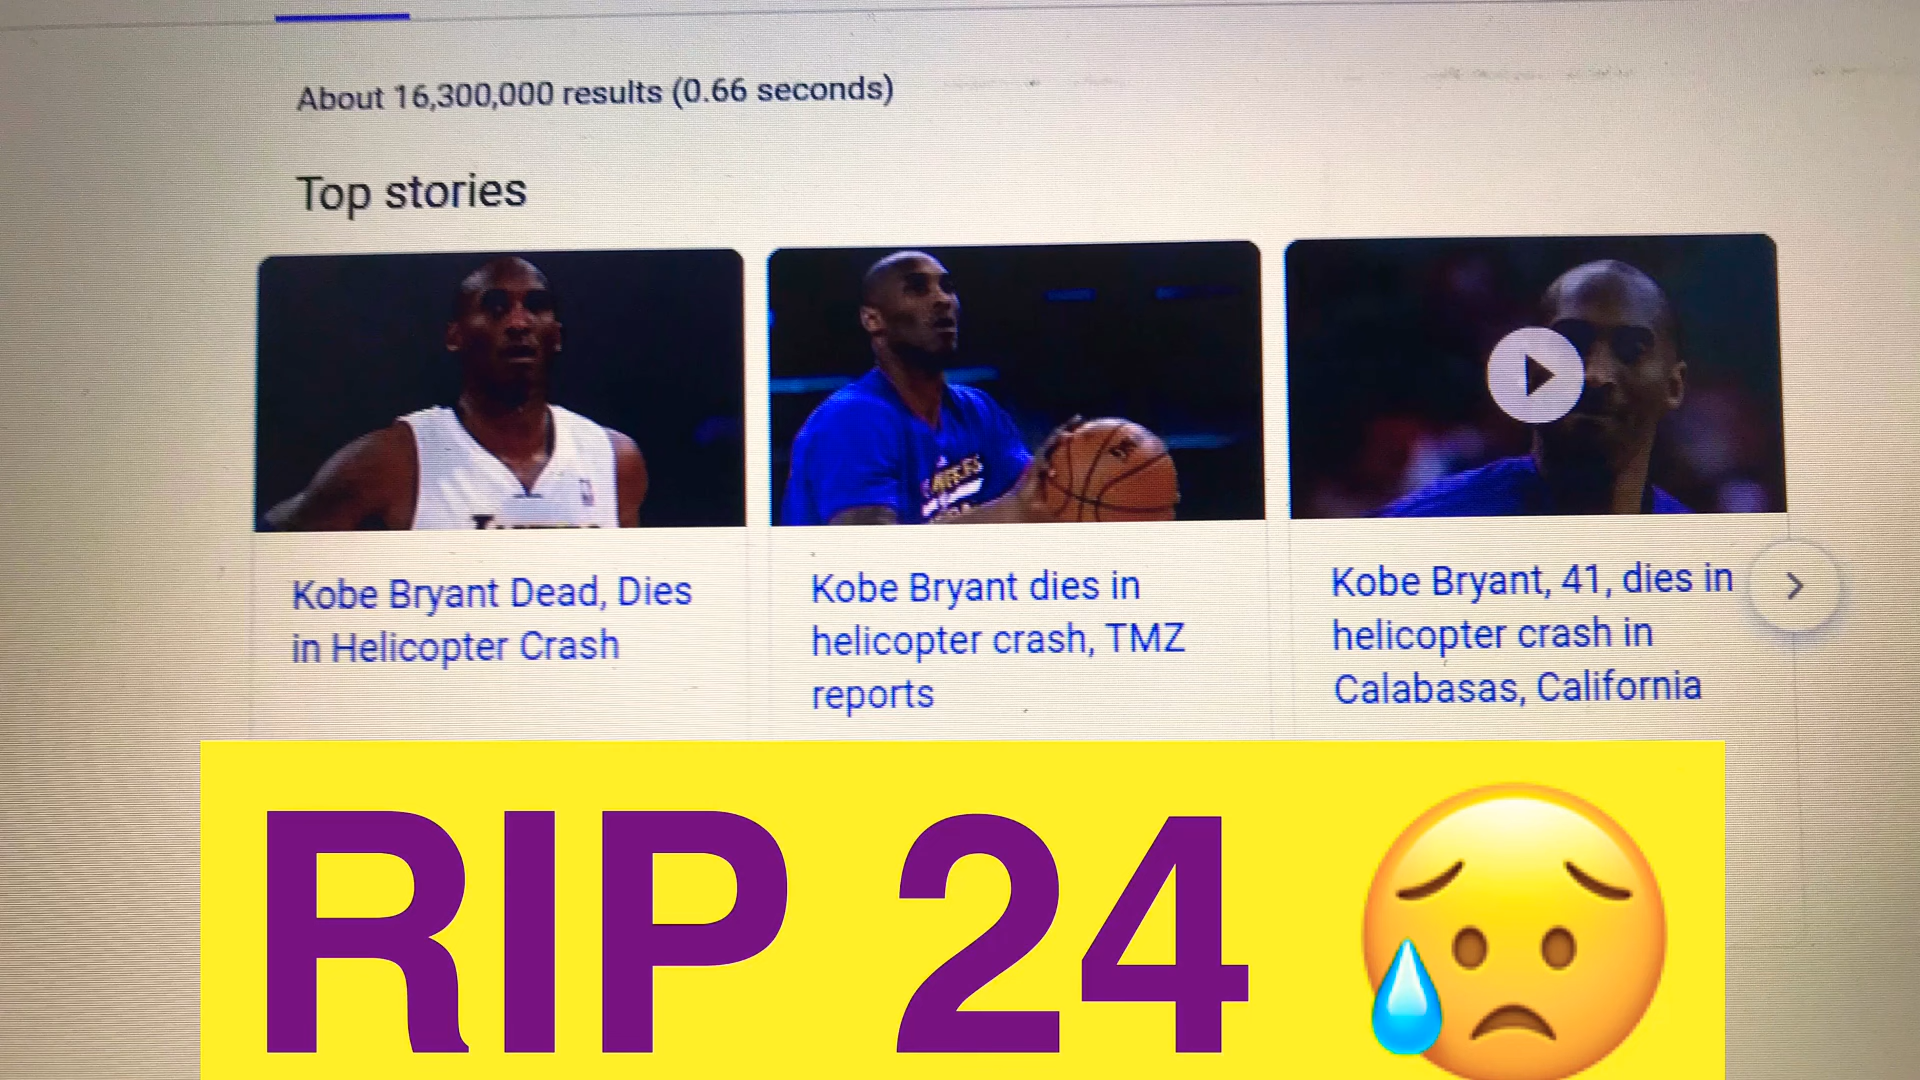 About 16,300,000 results (0.66 seconds)
Top stories
Kobe Bryant Dead, Dies
in Helicopter Crash
Kobe Bryant dies in
helicopter crash, TMZ
reports
Kobe Bryant, 41, dies in
helicopter crash in
Calabasas, California
RIP 24